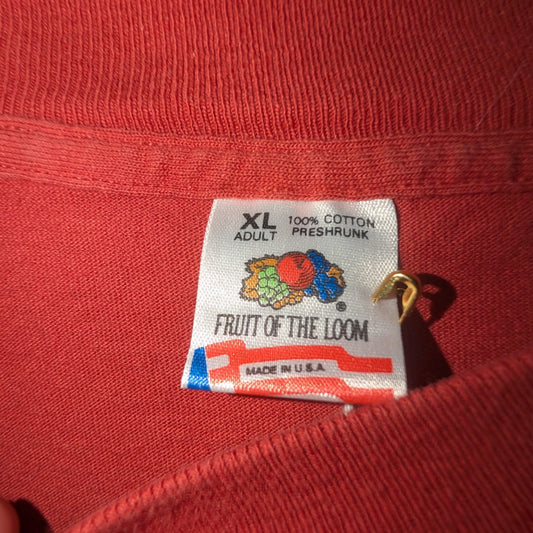 XL 100% COTTON
ADULT PRESHRUNK
®
FRUIT OF THE LOOM
MADE IN U.S.A.